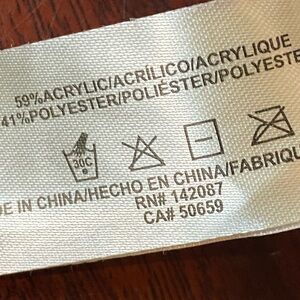 59%ACRYLIC/ACRÍLICO/ACRYLIQUE
41%POLYESTER/POLIÉSTER/POLYESTE
30C
DE IN CHINA/HECHO EN CHINA/FABRIQU
RN# 142087
CA# 50659